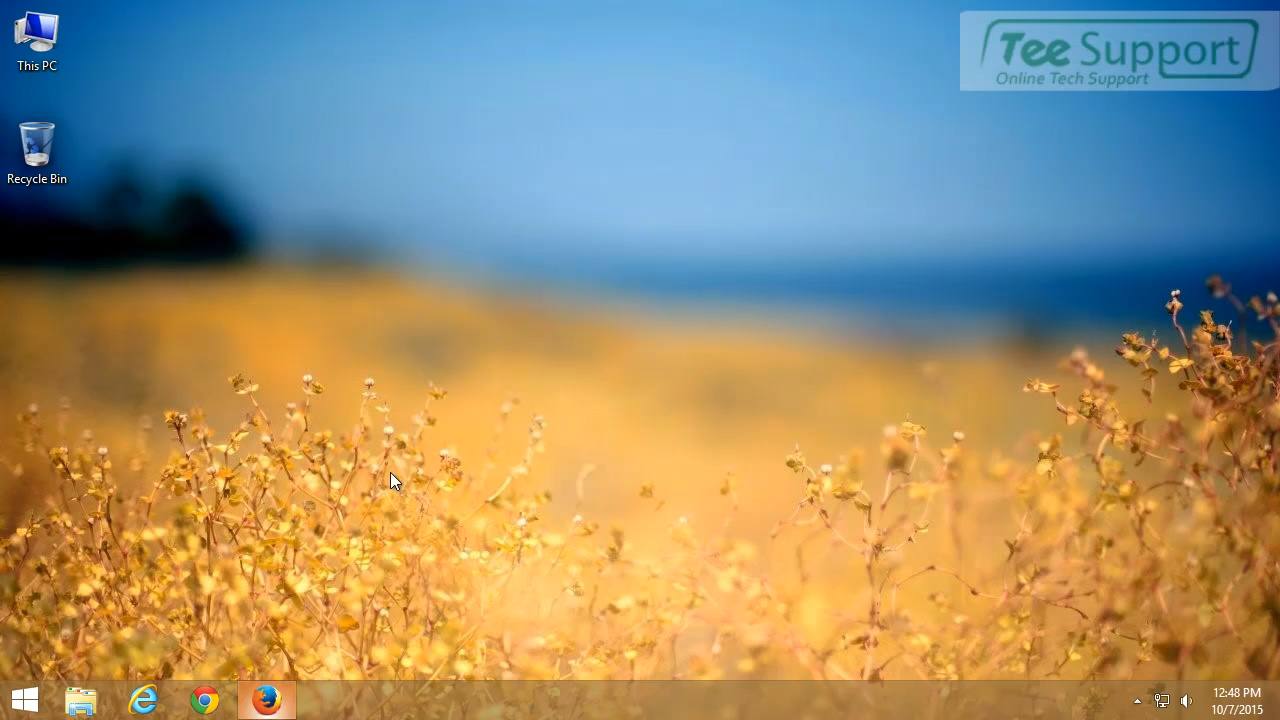 This PC
Tee Support
Online Tech Support
Recycle Bin
12:48 PM
10/7/2015